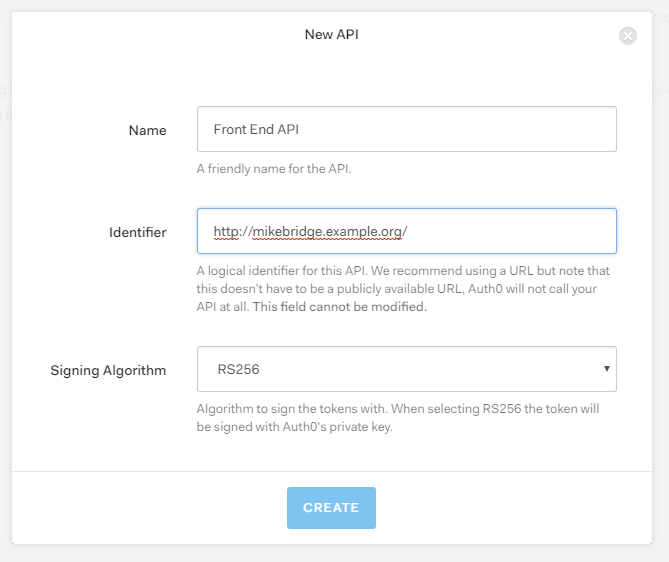 New API
Name
Front End API
A friendly name for the API.
Identifier
http://mikebridge.example.org/
A logical identifier for this API. We recommend using a URL but note that
this doesn't have to be a publicly available URL, Auth0 will not call your
API at all. This field cannot be modified.
Signing Algorithm
RS256
Algorithm to sign the tokens with. When selecting RS256 the token will
be signed with Auth0's private key.
CREATE